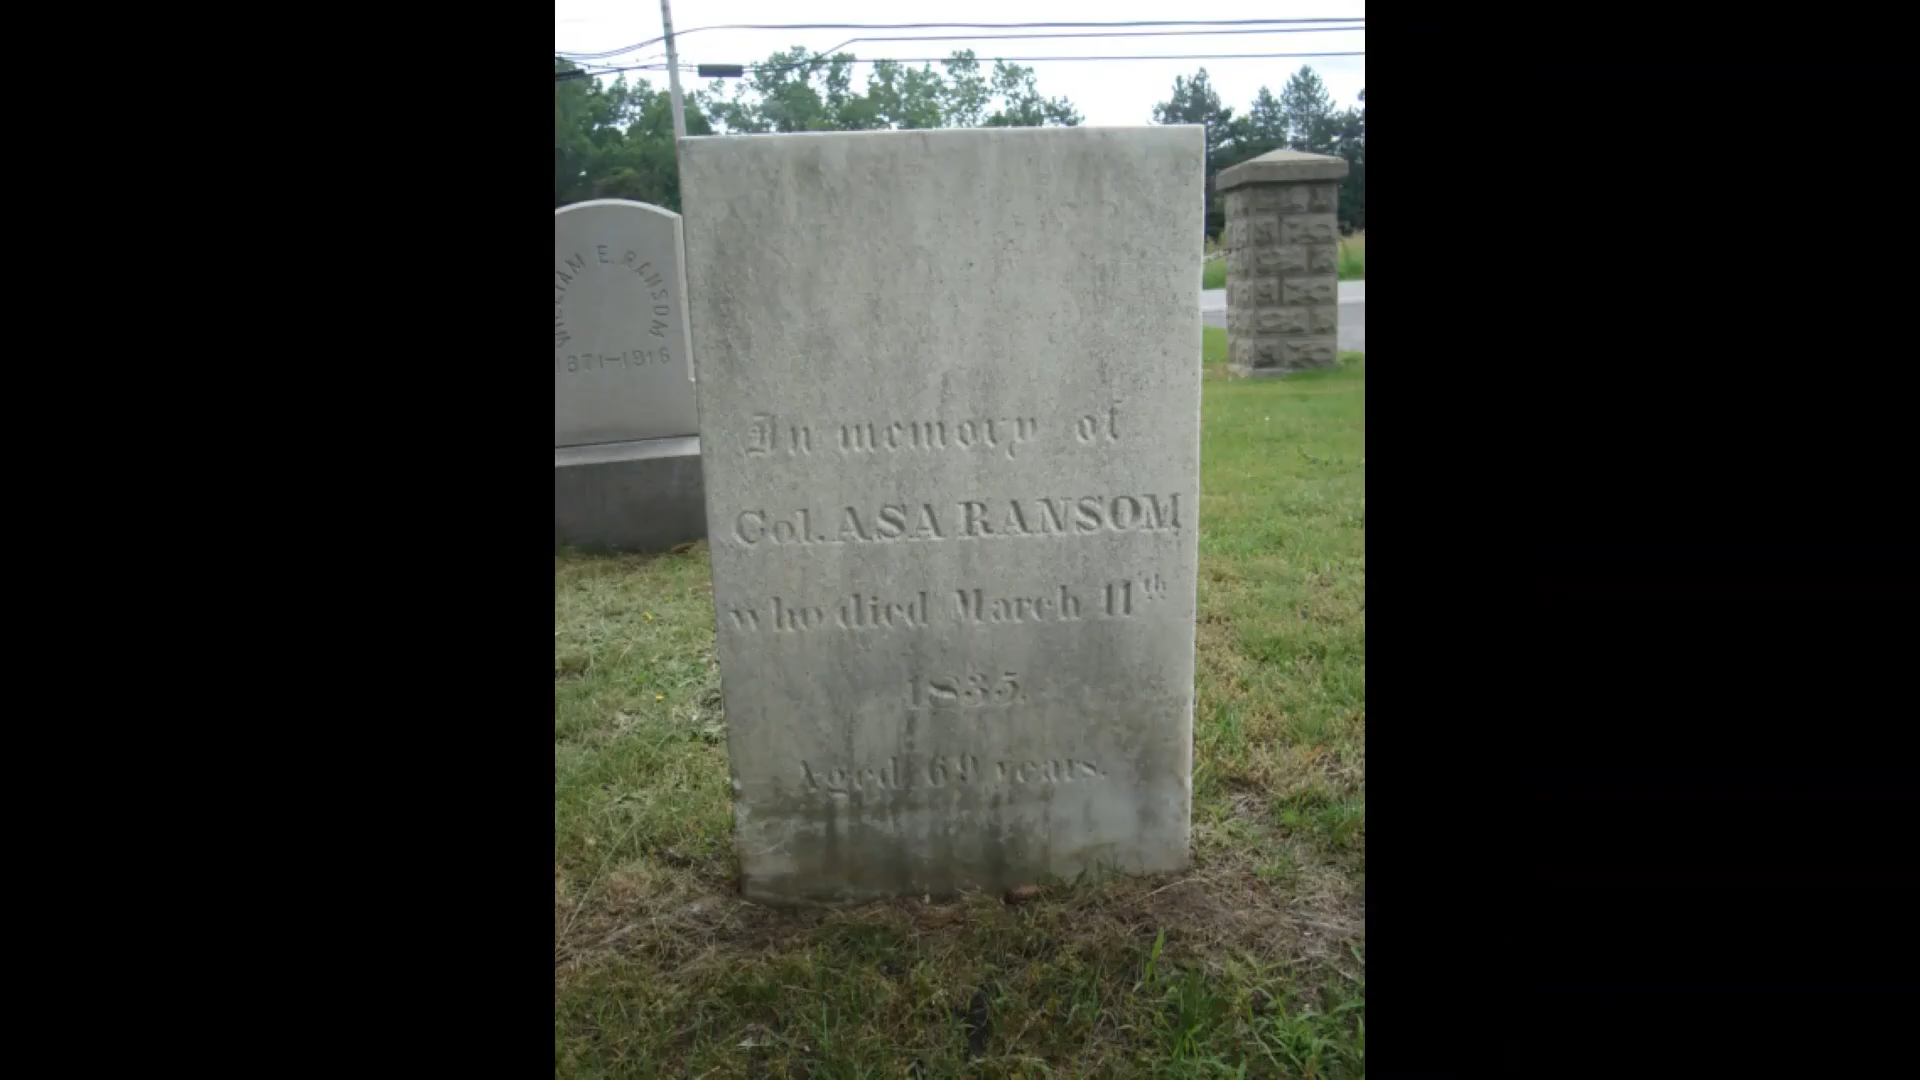 WILLIAM E. RANSOM
1871–1916
In memory of
Col. ASA RANSOM
who died March 11th
1835.
Aged 69 years.